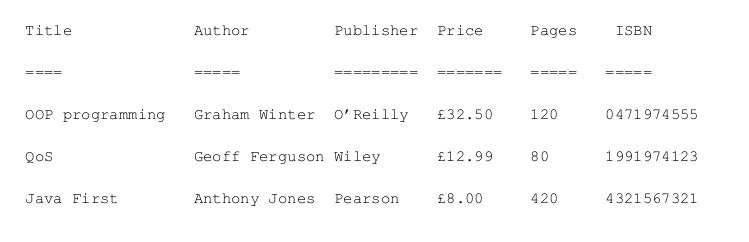 Title Author Publisher Price Pages ISBN
==== ===== ========= ======= ===== =====
OOP programming Graham Winter O’Reilly £32.50 120 0471974555
QoS Geoff Ferguson Wiley £12.99 80 1991974123
Java First Anthony Jones Pearson £8.00 420 4321567321